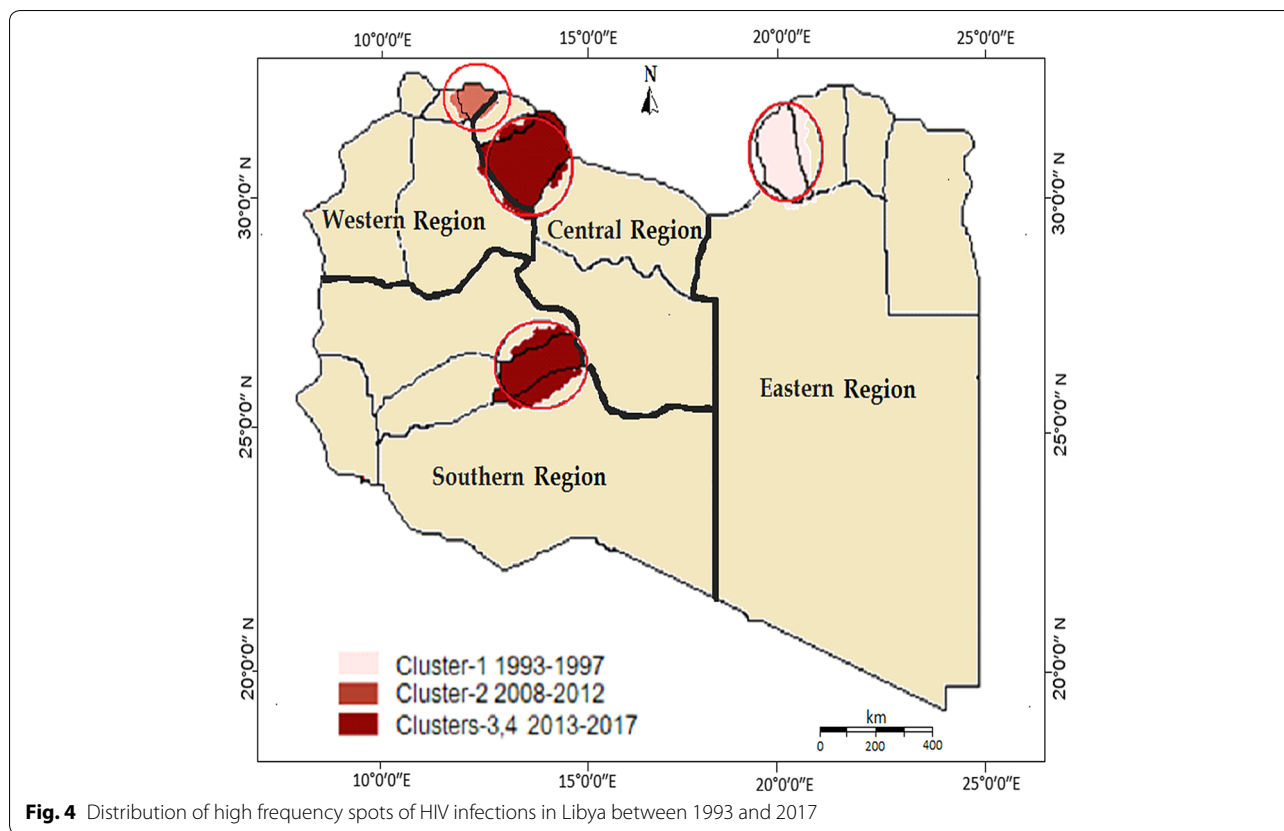 10°0'0"E 15°0'0"E 20°0'0"E 25°0'0"E
N
30°0'0" N
30°0'0" N
Western Region
Central Region
25°0'0" N
25°0'0" N
Eastern Region
Southern Region
20°0'0" N
20°0'0" N
Cluster-1 1993-1997
Cluster-2 2008-2012
Clusters-3,4 2013-2017
km
0 200 400
10°0'0"E 15°0'0"E 20°0'0"E 25°0'0"E
Fig. 4 Distribution of high frequency spots of HIV infections in Libya between 1993 and 2017